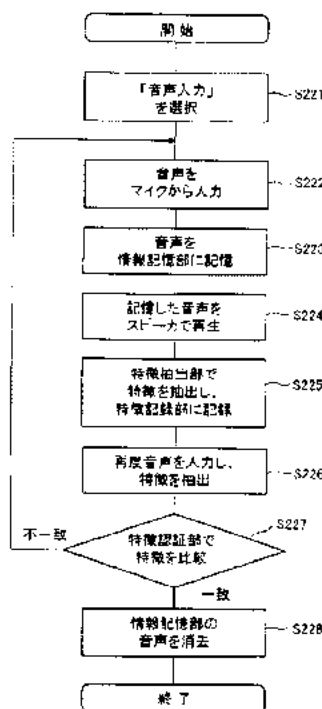 開始
「音声入力」
を選択
S221
音声を
マイクから入力
S222
音声を
情報記憶部に記憶
S223
記憶した音声を
スピーカで再生
S224
特徴抽出部で
特徴を抽出し、
特徴記録部に記録
S225
再度音声を入力し、
特徴を抽出
S226
不一致
特徴認証部で
特徴を比較
S227
一致
情報記憶部の
音声を消去
S228
終了